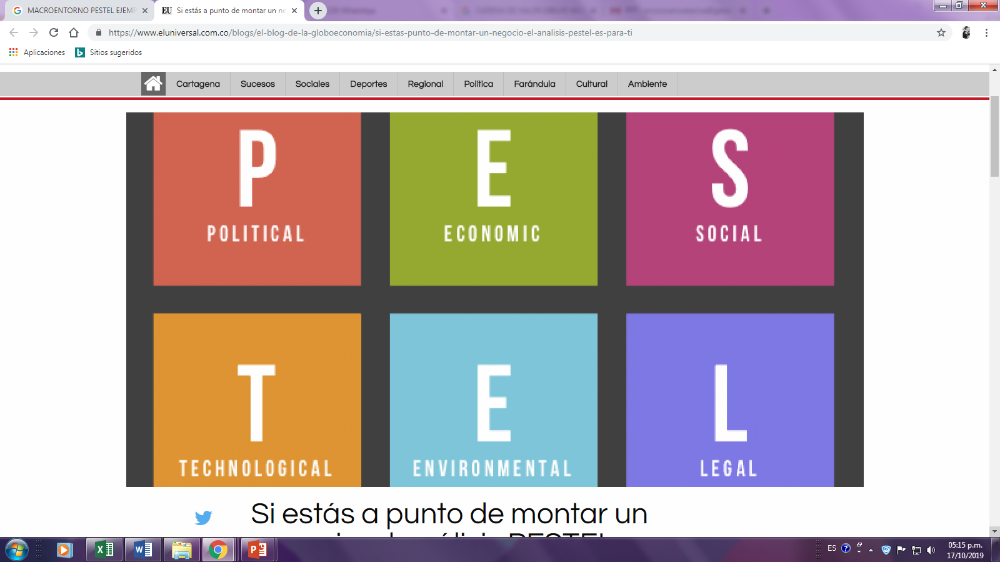 MACROENTORNO PESTEL EJEMP
EU Si estás a punto de montar un ne
https://www.eluniversal.com.co/blogs/el-blog-de-la-globoeconomia/si-estas-punto-de-montar-un-negocio-el-analisis-pestel-es-para-ti
Aplicaciones
Sitios sugeridos
Cartagena Sucesos Sociales Deportes Regional Política Farándula Cultural Ambiente
P E S
POLITICAL ECONOMIC SOCIAL
T E L
TECHNOLOGICAL ENVIRONMENTAL LEGAL
Si estás a punto de montar un
ES
05:15 p.m.
17/10/2019